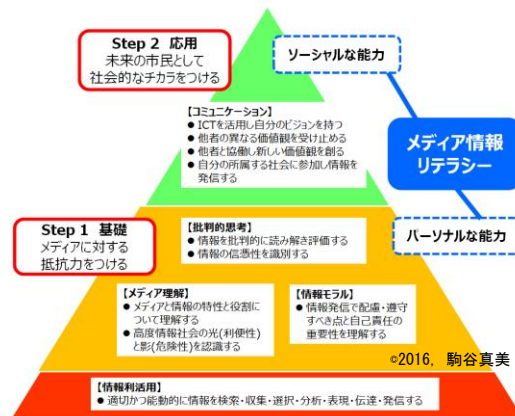 Step 2 応用
未来の市民として
社会的なチカラをつける
ソーシャルな能力
【コミュニケーション】
● ICTを活用し自分のビジョンを持つ
● 他者の異なる価値観を受け止める
● 他者と協働し新しい価値観を創る
● 自分の所属する社会に参加し情報を
発信する
メディア情報
リテラシー
Step 1 基礎
メディアに対する
抵抗力をつける
【批判的思考】
● 情報を批判的に読み解き評価する
● 情報の信憑性を識別する
パーソナルな能力
【メディア理解】
● メディアと情報の特性と役割に
ついて理解する
● 高度情報社会の光(利便性)
と影(危険性)を認識する
【情報モラル】
● 情報発信で配慮・遵守
すべき点と自己責任の
重要性を理解する
©2016, 駒谷真美
【情報利活用】
● 適切かつ能動的に情報を検索・収集・選択・分析・表現・伝達・発信する